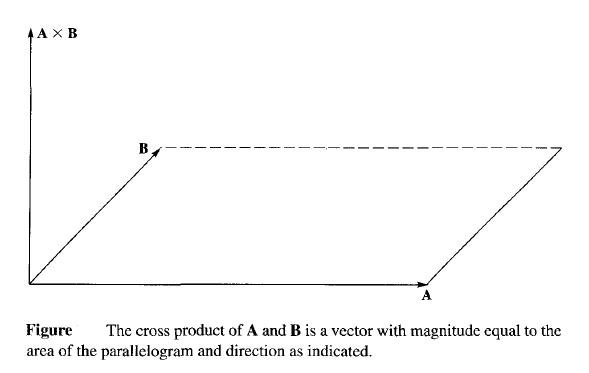 A × B
B
A
Figure The cross product of A and B is a vector with magnitude equal to the
area of the parallelogram and direction as indicated.